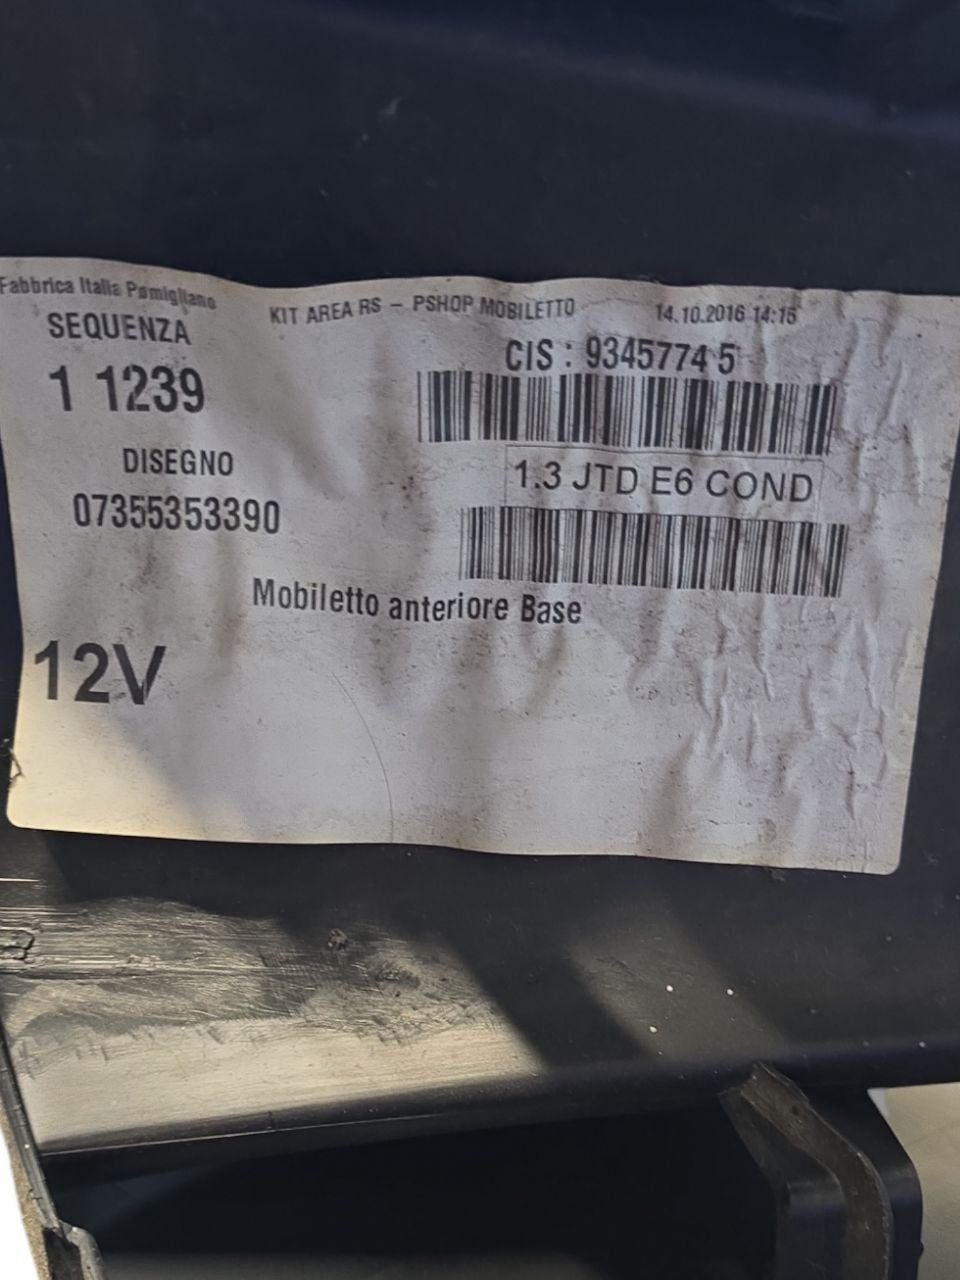 Fabbrica Italia Pomigliano
KIT AREA RS - PSHOP MOBILETTO
14.10.2016 14:15
SEQUENZA
CIS : 9345774 5
1 1239
DISEGNO
1.3 JTD E6 COND
07355353390
Mobiletto anteriore Base
12V